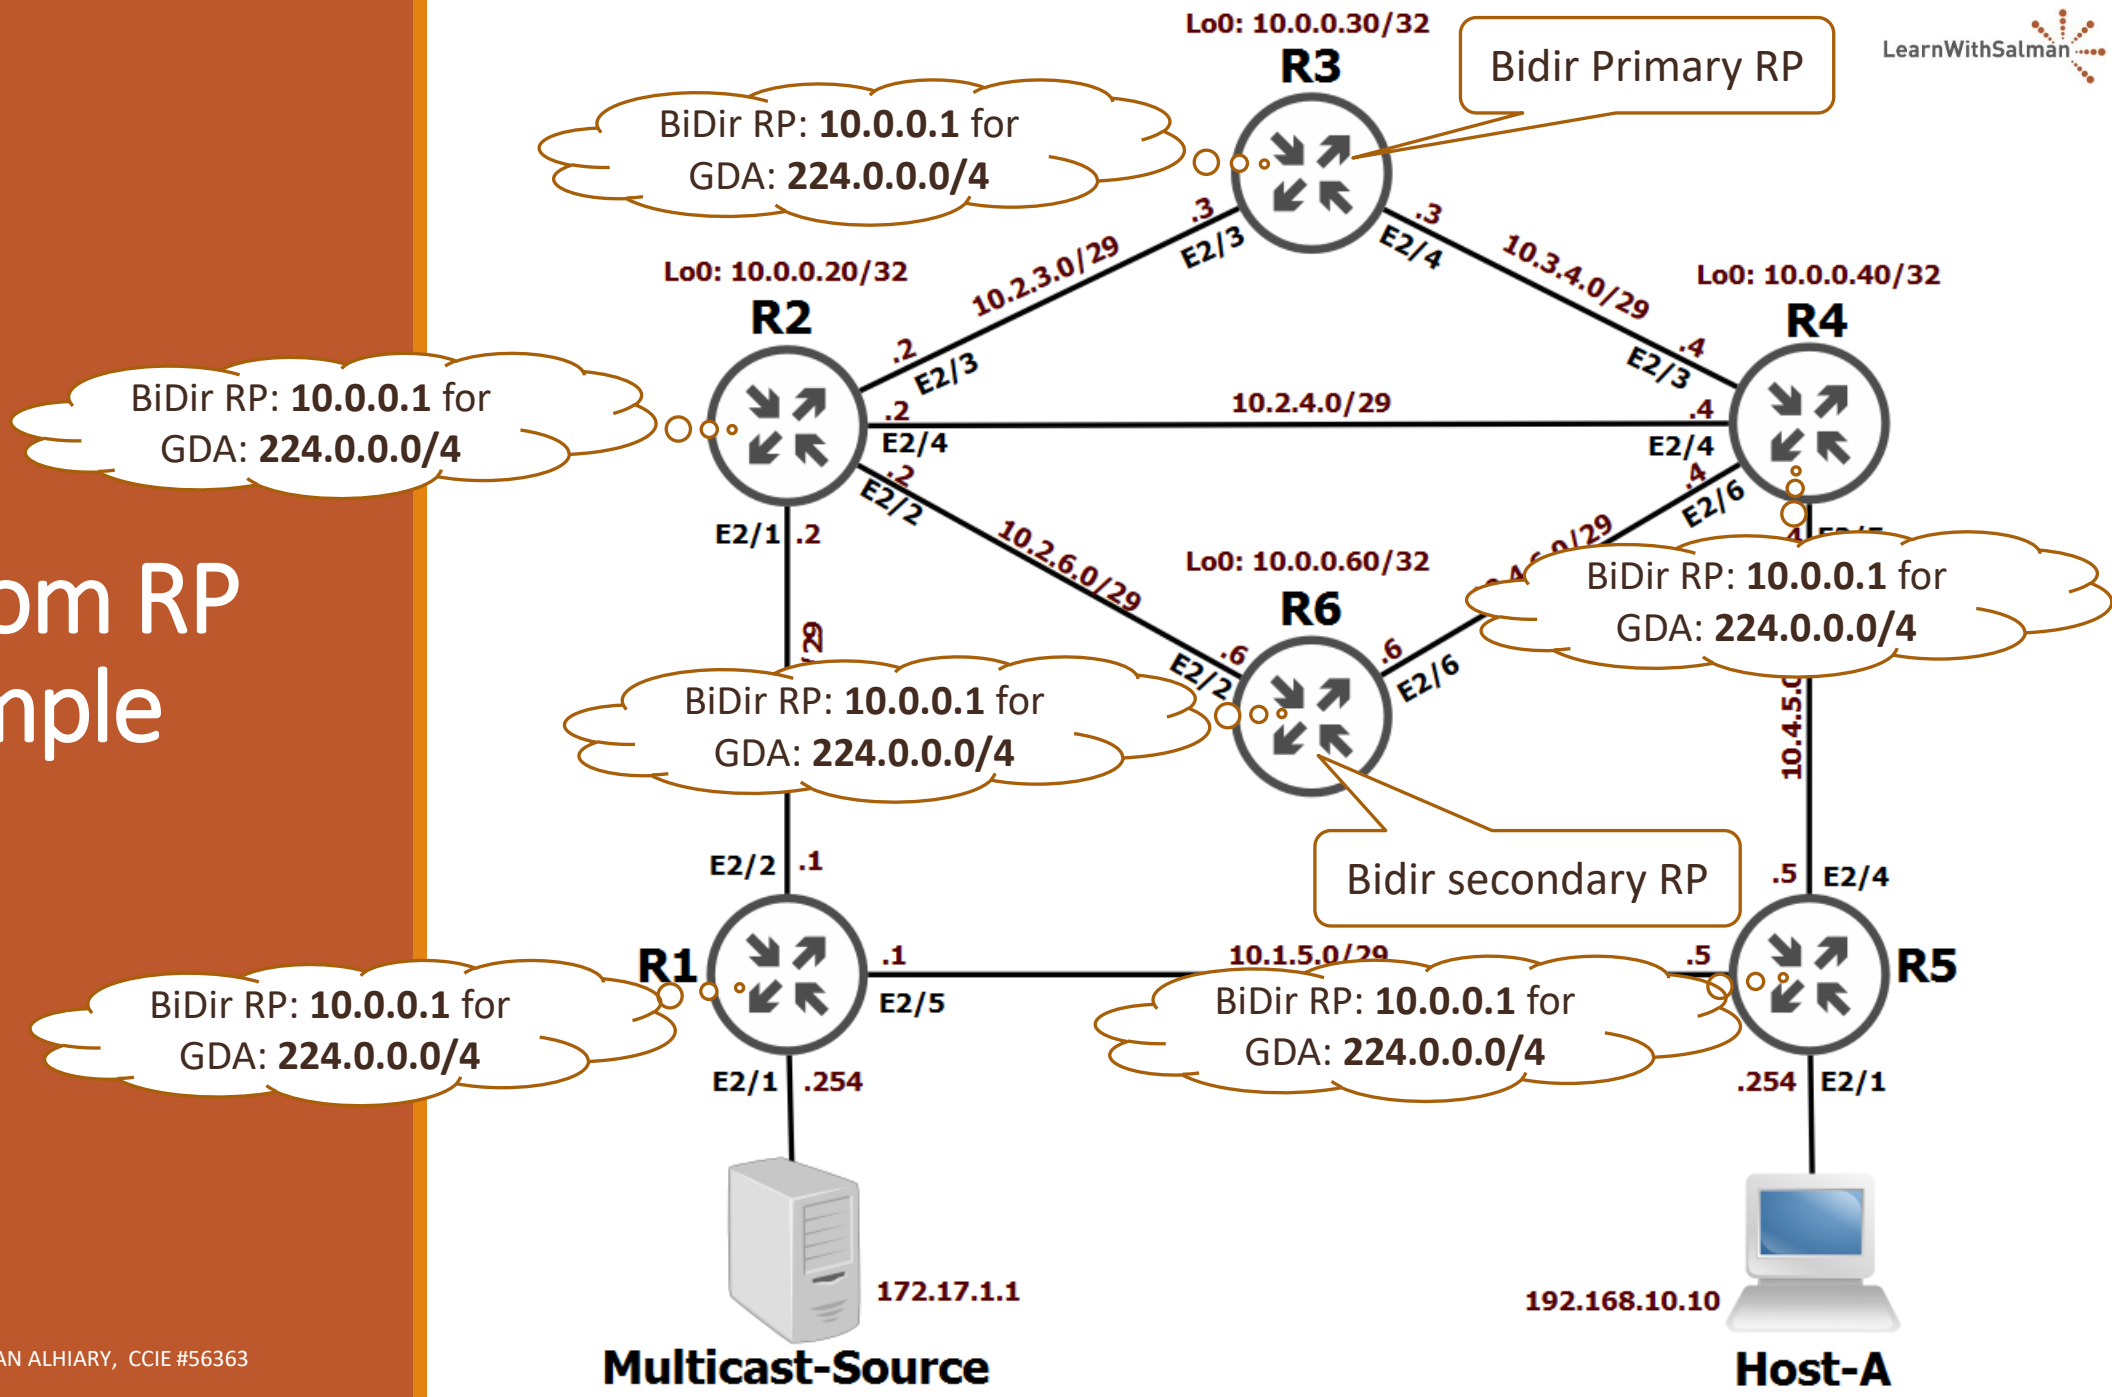 Lo0: 10.0.0.30/32
R3
Bidir Primary RP
LearnWithSalman
BiDir RP: 10.0.0.1 for
GDA: 224.0.0.0/4
.3
E2/3
.3
E2/4
10.2.3.0/29
10.3.4.0/29
Lo0: 10.0.0.20/32
R2
Lo0: 10.0.0.40/32
R4
.2
E2/3
.4
E2/3
BiDir RP: 10.0.0.1 for
GDA: 224.0.0.0/4
.2
E2/4
10.2.4.0/29
.4
E2/4
.2
E2/2
.4
E2/6
E2/1
.2
10.2.6.0/29
Lo0: 10.0.0.60/32
R6
BiDir RP: 10.0.0.1 for
GDA: 224.0.0.0/4
om RP
mple
/29
.6
E2/2
.6
E2/6
BiDir RP: 10.0.0.1 for
GDA: 224.0.0.0/4
10.4.5.0
E2/2
.1
Bidir secondary RP
.5
E2/4
R1
.1
E2/5
10.1.5.0/29
.5
R5
BiDir RP: 10.0.0.1 for
GDA: 224.0.0.0/4
BiDir RP: 10.0.0.1 for
GDA: 224.0.0.0/4
E2/1
.254
.254
E2/1
172.17.1.1
192.168.10.10
Multicast-Source
Host-A
AN ALHIARY, CCIE #56363